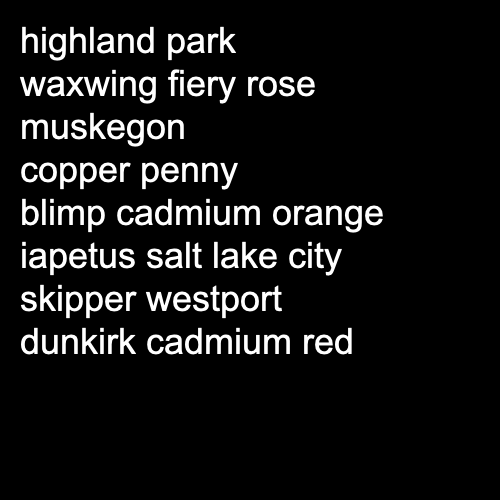 highland park
waxwing fiery rose
muskegon
copper penny
blimp cadmium orange
iapetus salt lake city
skipper westport
dunkirk cadmium red